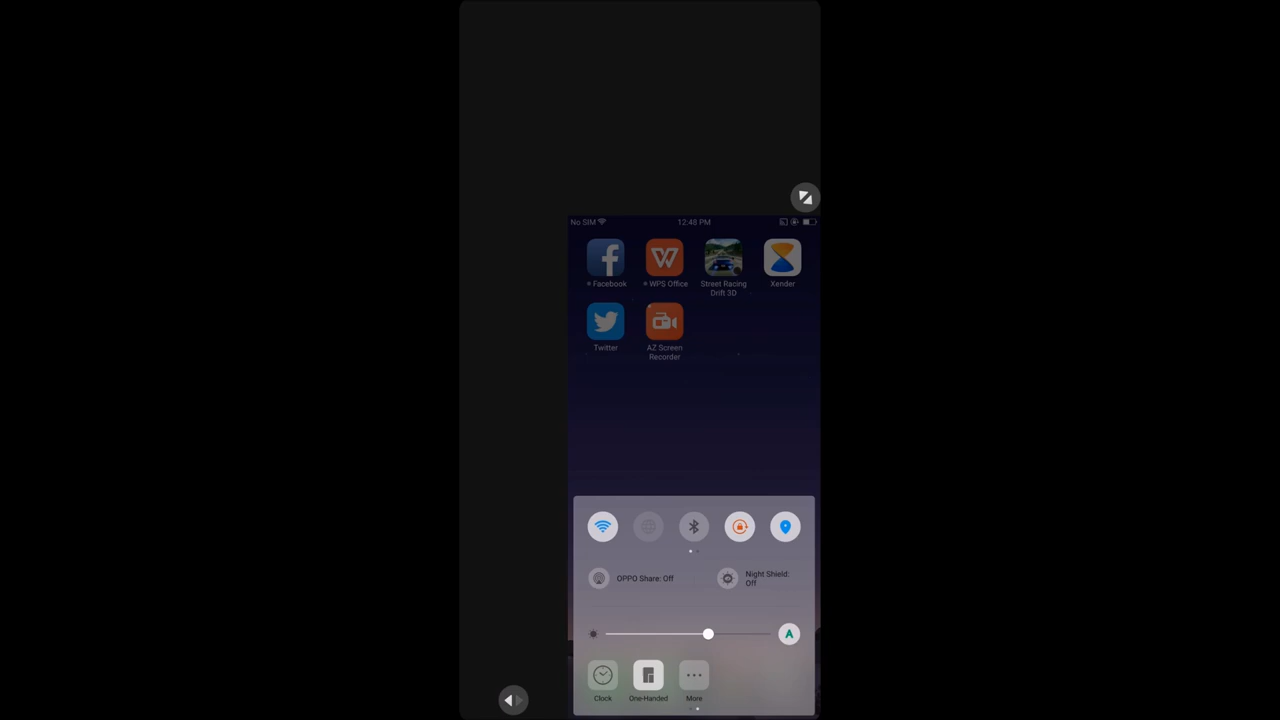 No SIM 12:48 PM
Facebook WPS Office Street Racing Drift 3D Xender
Twitter AZ Screen Recorder
OPPO Share: Off Night Shield: Off
A
Clock One-Handed More